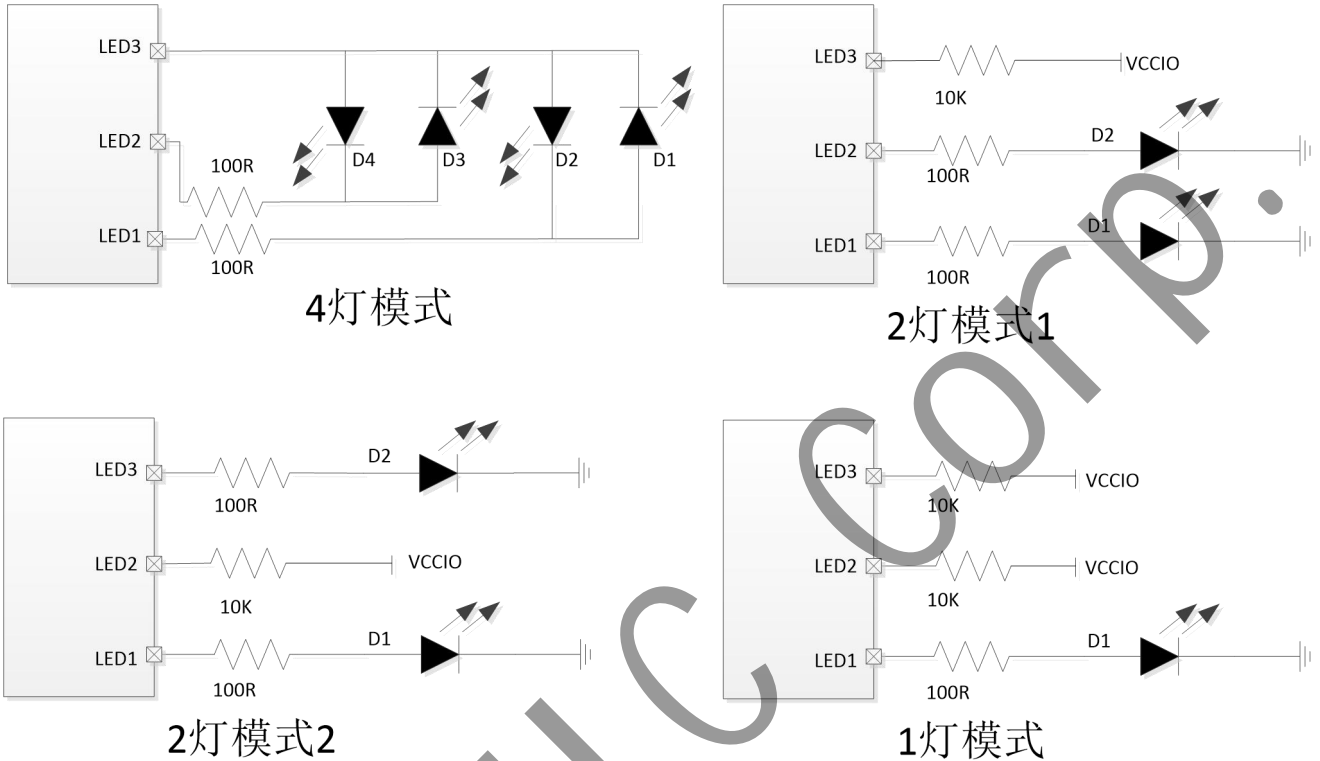 LED3
LED2
LED1
100R
100R
D4
D3
D2
D1
4灯模式
LED3
LED2
LED1
10K
VCCIO
D2
100R
D1
100R
2灯模式1
LED3
LED2
LED1
D2
100R
VCCIO
10K
D1
100R
2灯模式2
LED3
LED2
LED1
VCCIO
10K
VCCIO
10K
D1
100R
1灯模式
Corp.